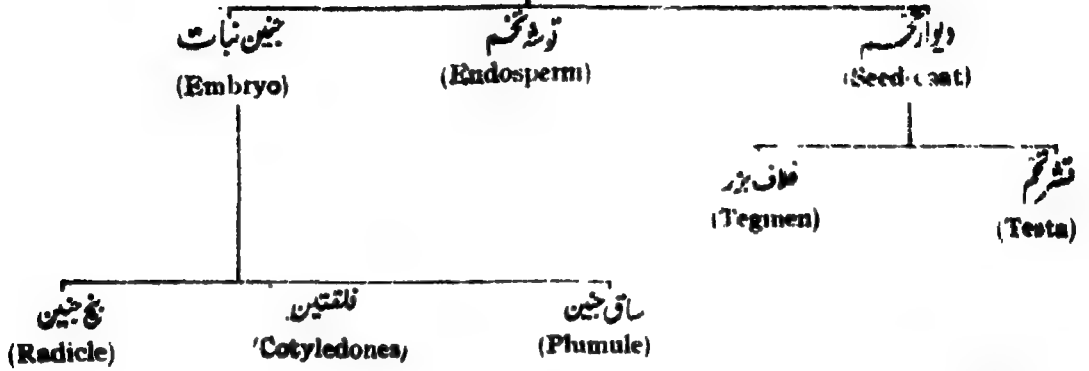 دیوار تخم
(Seed-coat)
توشۂ تخم
(Endosperm)
جنین نبات
(Embryo)
قشر تخم
(Testa)
غلاف بزر
(Tegmen)
ساق جنین
(Plumule)
فلقتین
(Cotyledones)
بیخ جنین
(Radicle)